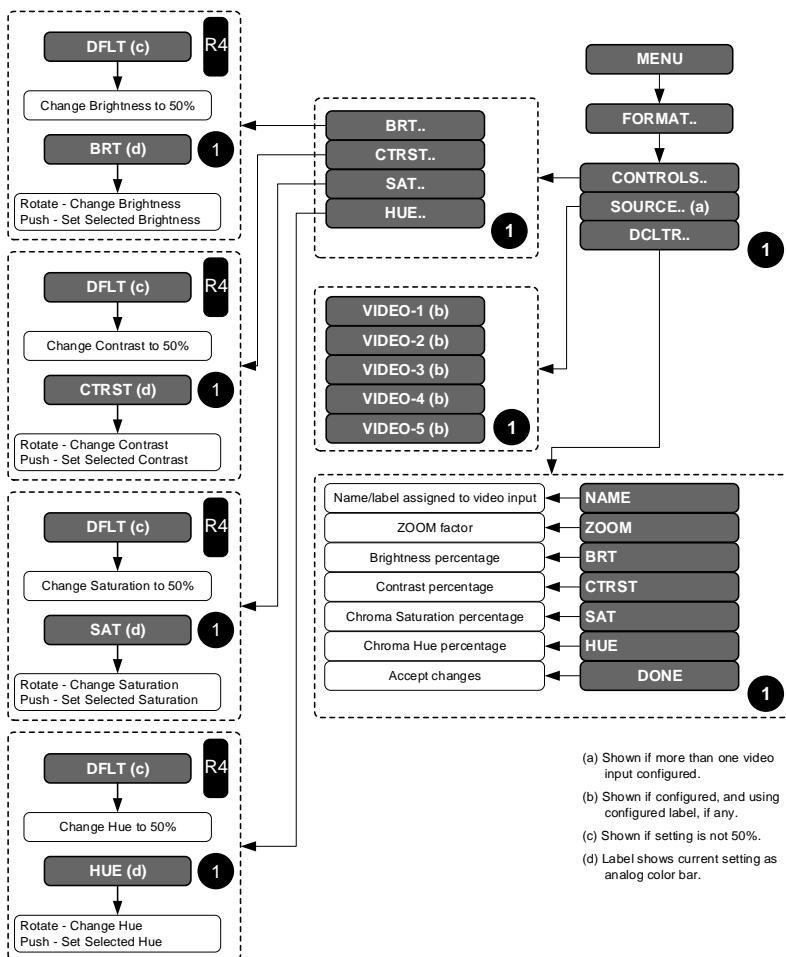 DFLT (c)
R4
Change Brightness to 50%
BRT (d)
1
Rotate - Change Brightness
Push - Set Selected Brightness
DFLT (c)
R4
Change Contrast to 50%
CTRST (d)
1
Rotate - Change Contrast
Push - Set Selected Contrast
DFLT (c)
R4
Change Saturation to 50%
SAT (d)
1
Rotate - Change Saturation
Push - Set Selected Saturation
DFLT (c)
R4
Change Hue to 50%
HUE (d)
1
Rotate - Change Hue
Push - Set Selected Hue
BRT..
CTRST..
SAT..
HUE..
1
MENU
FORMAT..
CONTROLS..
SOURCE.. (a)
DCLTR..
1
VIDEO-1 (b)
VIDEO-2 (b)
VIDEO-3 (b)
VIDEO-4 (b)
VIDEO-5 (b)
1
Name/label assigned to video input
NAME
ZOOM factor
ZOOM
Brightness percentage
BRT
Contrast percentage
CTRST
Chroma Saturation percentage
SAT
Chroma Hue percentage
HUE
Accept changes
DONE
1
(a) Shown if more than one video
input configured.
(b) Shown if configured, and using
configured label, if any.
(c) Shown if setting is not 50%.
(d) Label shows current setting as
analog color bar.